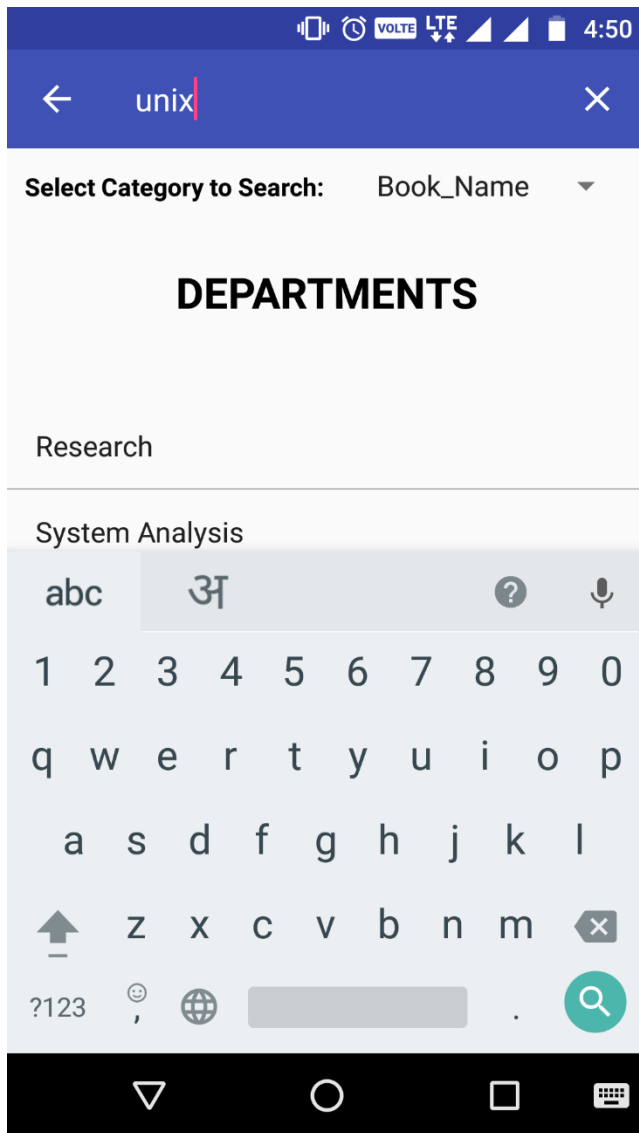 VOLTE LTE 4:50
unix
Select Category to Search: Book_Name
DEPARTMENTS
Research
System Analysis
abc अ ?
1 2 3 4 5 6 7 8 9 0
q w e r t y u i o p
a s d f g h j k l
z x c v b n m
?123 , .